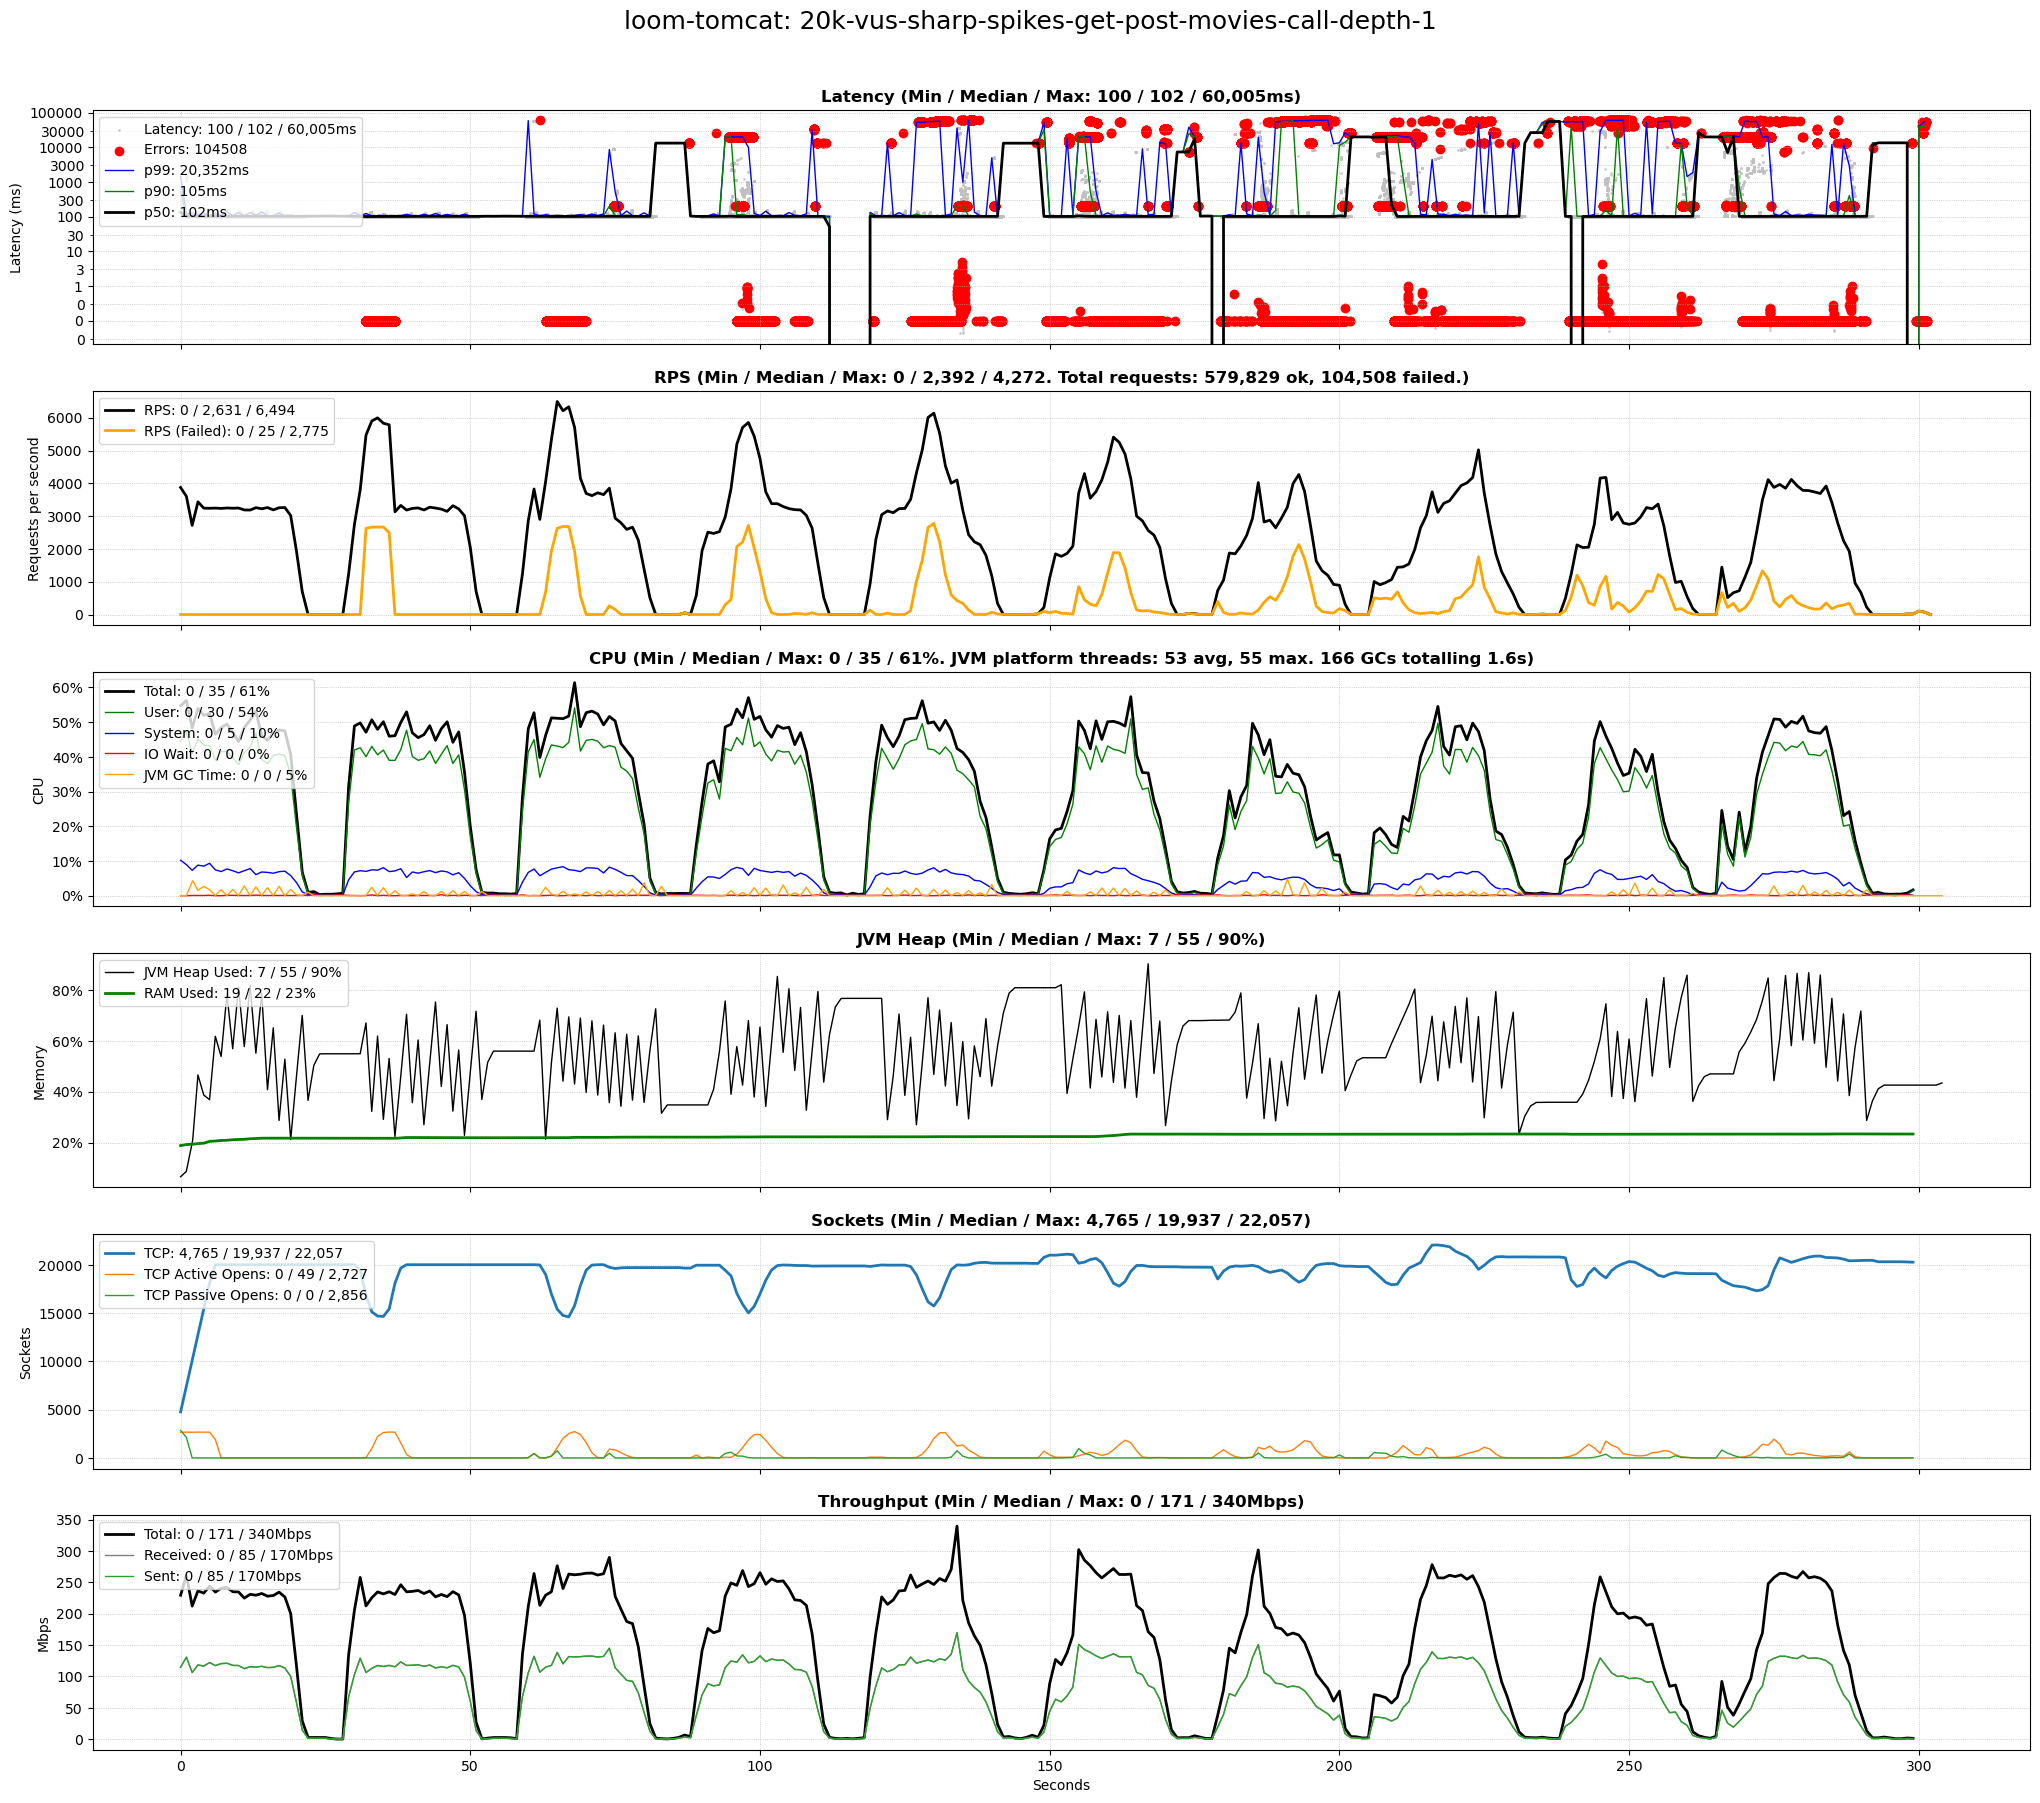 loom-tomcat: 20k-vus-sharp-spikes-get-post-movies-call-depth-1
Latency (Min / Median / Max: 100 / 102 / 60,005ms)
Latency (ms)
100000
30000
10000
3000
1000
300
100
30
10
3
1
0
0
0
Latency: 100 / 102 / 60,005ms
Errors: 104508
p99: 20,352ms
p90: 105ms
p50: 102ms
RPS (Min / Median / Max: 0 / 2,392 / 4,272. Total requests: 579,829 ok, 104,508 failed.)
Requests per second
6000
5000
4000
3000
2000
1000
0
RPS: 0 / 2,631 / 6,494
RPS (Failed): 0 / 25 / 2,775
CPU (Min / Median / Max: 0 / 35 / 61%. JVM platform threads: 53 avg, 55 max. 166 GCs totalling 1.6s)
CPU
60%
50%
40%
30%
20%
10%
0%
Total: 0 / 35 / 61%
User: 0 / 30 / 54%
System: 0 / 5 / 10%
IO Wait: 0 / 0 / 0%
JVM GC Time: 0 / 0 / 5%
JVM Heap (Min / Median / Max: 7 / 55 / 90%)
Memory
80%
60%
40%
20%
JVM Heap Used: 7 / 55 / 90%
RAM Used: 19 / 22 / 23%
Sockets (Min / Median / Max: 4,765 / 19,937 / 22,057)
Sockets
20000
15000
10000
5000
0
TCP: 4,765 / 19,937 / 22,057
TCP Active Opens: 0 / 49 / 2,727
TCP Passive Opens: 0 / 0 / 2,856
Throughput (Min / Median / Max: 0 / 171 / 340Mbps)
Mbps
350
300
250
200
150
100
50
0
Total: 0 / 171 / 340Mbps
Received: 0 / 85 / 170Mbps
Sent: 0 / 85 / 170Mbps
0 50 100 150 200 250 300
Seconds